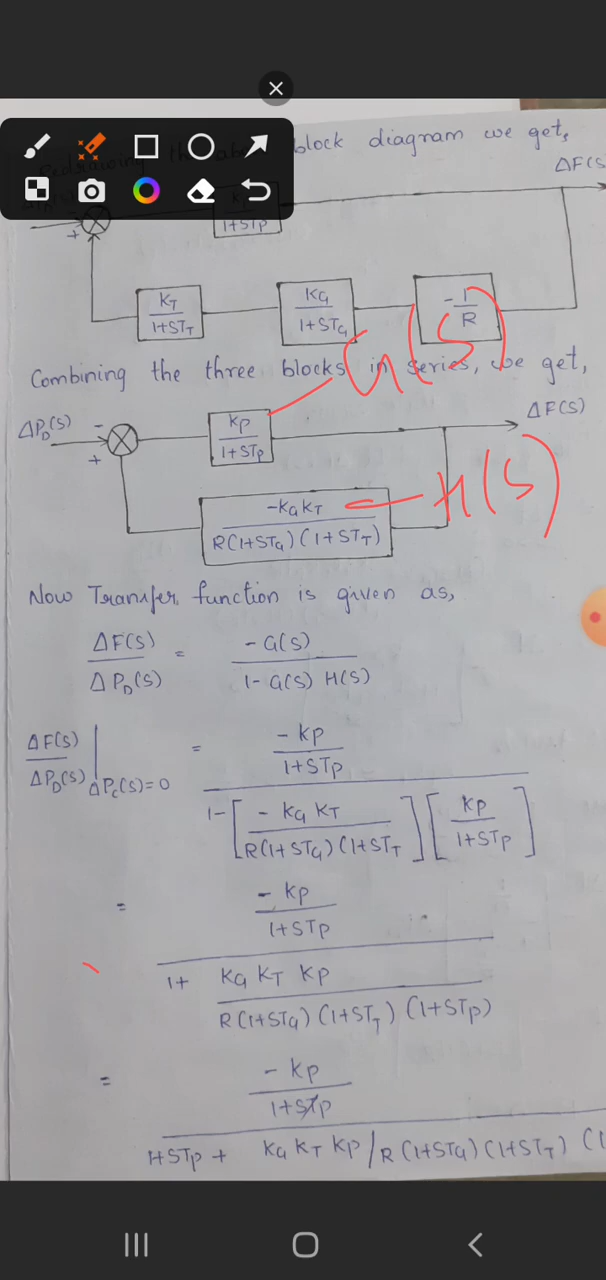 block diagram we get,
ΔF(S)
1+STp
+
KT / 1+STT
KG / 1+STG
-1 / R
G(S)
Combining the three blocks in series, we get,
ΔPD(S) -
Kp / 1+STp
ΔF(S)
+
-KG KT / R(1+STG)(1+STT)
H(S)
Now Transfer function is given as,
ΔF(S) / ΔPD(S) = -G(S) / 1-G(S) H(S)
ΔF(S) / ΔPD(S) | ΔPC(S)=0 = -Kp / 1+STp
1-[-KG KT / R(1+STG)(1+STT][Kp / 1+STp]
= -Kp / 1+STp
1+ KG KT Kp / R(1+STG)(1+STT)(1+STp)
= -Kp / 1+STp
1+STp + KG KT Kp/R(1+STG)(1+STT)(1